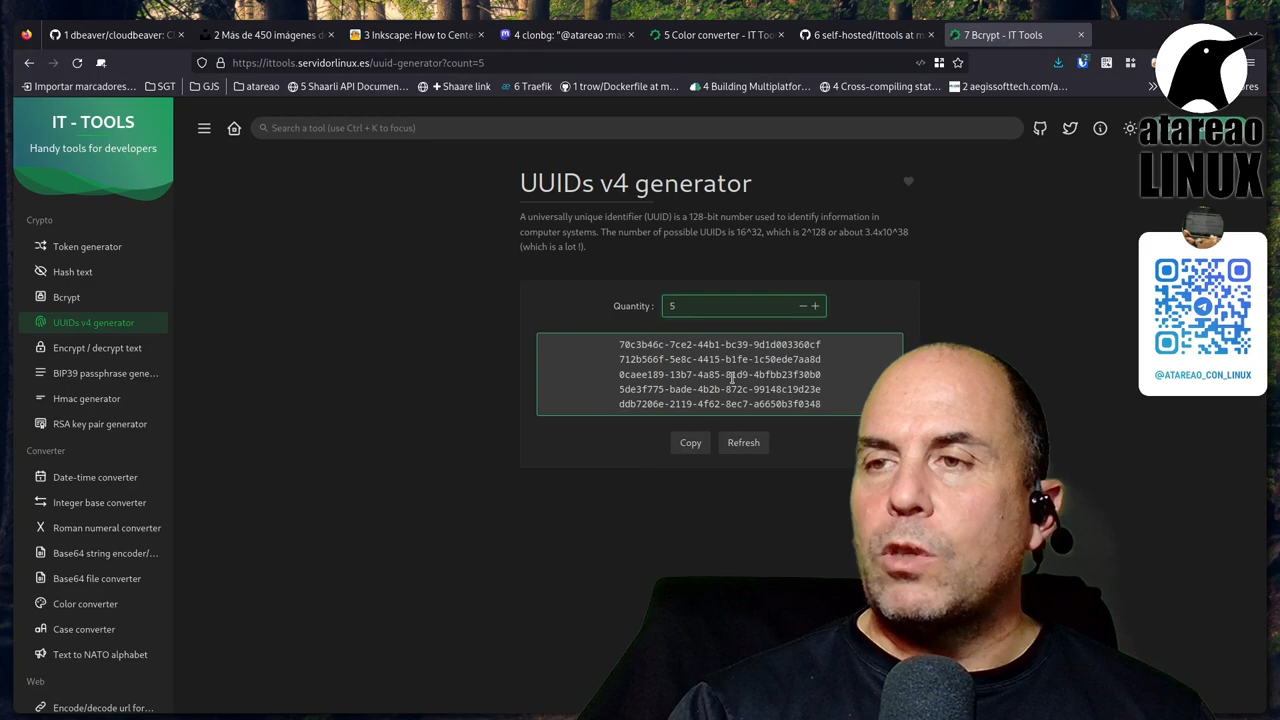 1 dbeaver/cloudbeaver: Cl
2 Más de 450 imágenes d
3 Inkscape: How to Cente
4 clonbg: "@atareao :mas
5 Color converter - IT Too
6 self-hosted/ittools at m
7 Bcrypt - IT Tools
https://ittools.servidorlinux.es/uuid-generator?count=5
Importar marcadores…
SGT
GJS
atareao
5 Shaarli API Documen…
Share link
6 Traefik
1 trow/Dockerfile at m…
4 Building Multiplatfor…
4 Cross-compiling stat…
2 aegissofttech.com/a…
IT - TOOLS
Handy tools for developers
Search a tool (use Ctrl + K to focus)
atareao
LINUX
@ATAREAO_CON_LINUX
Crypto
Token generator
Hash text
Bcrypt
UUIDs v4 generator
Encrypt / decrypt text
BIP39 passphrase gene…
Hmac generator
RSA key pair generator
Converter
Date-time converter
Integer base converter
Roman numeral converter
Base64 string encoder/…
Base64 file converter
Color converter
Case converter
Text to NATO alphabet
Web
Encode/decode url for…
UUIDs v4 generator
A universally unique identifier (UUID) is a 128-bit number used to identify information in
computer systems. The number of possible UUIDs is 16^32, which is 2^128 or about 3.4x10^38
(which is a lot !).
Quantity :
5
70c3b46c-7ce2-44b1-bc39-9d1d003360cf
712b566f-5e8c-4415-b1fe-1c50ede7aa8d
0caee189-13b7-4a85-81d9-4bfbb23f30b0
5de3f775-bade-4b2b-872c-99148c19d23e
ddb7206e-2119-4f62-8ec7-a6650b3f0348
Copy
Refresh